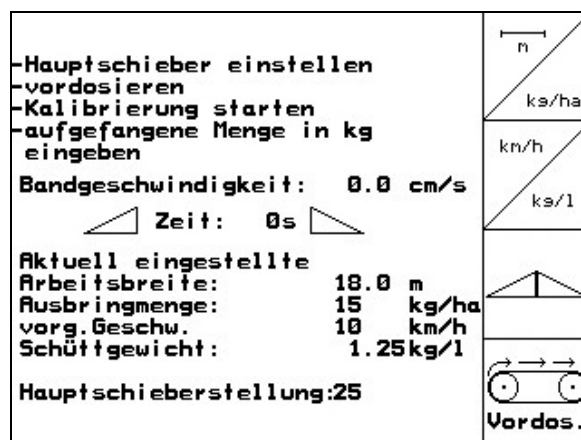 -Hauptschieber einstellen
-vordosieren
-Kalibrierung starten
-aufgefangene Menge in kg
eingeben
Bandgeschwindigkeit: 0.0 cm/s
Zeit: 0s
Aktuell eingestellte
Arbeitsbreite: 18.0 m
Ausbringmenge: 15 kg/ha
vorg.Geschw. 10 km/h
Schüttgewicht: 1.25kg/l
Hauptschieberstellung:25
m
kg/ha
km/h
kg/l
Vordos.